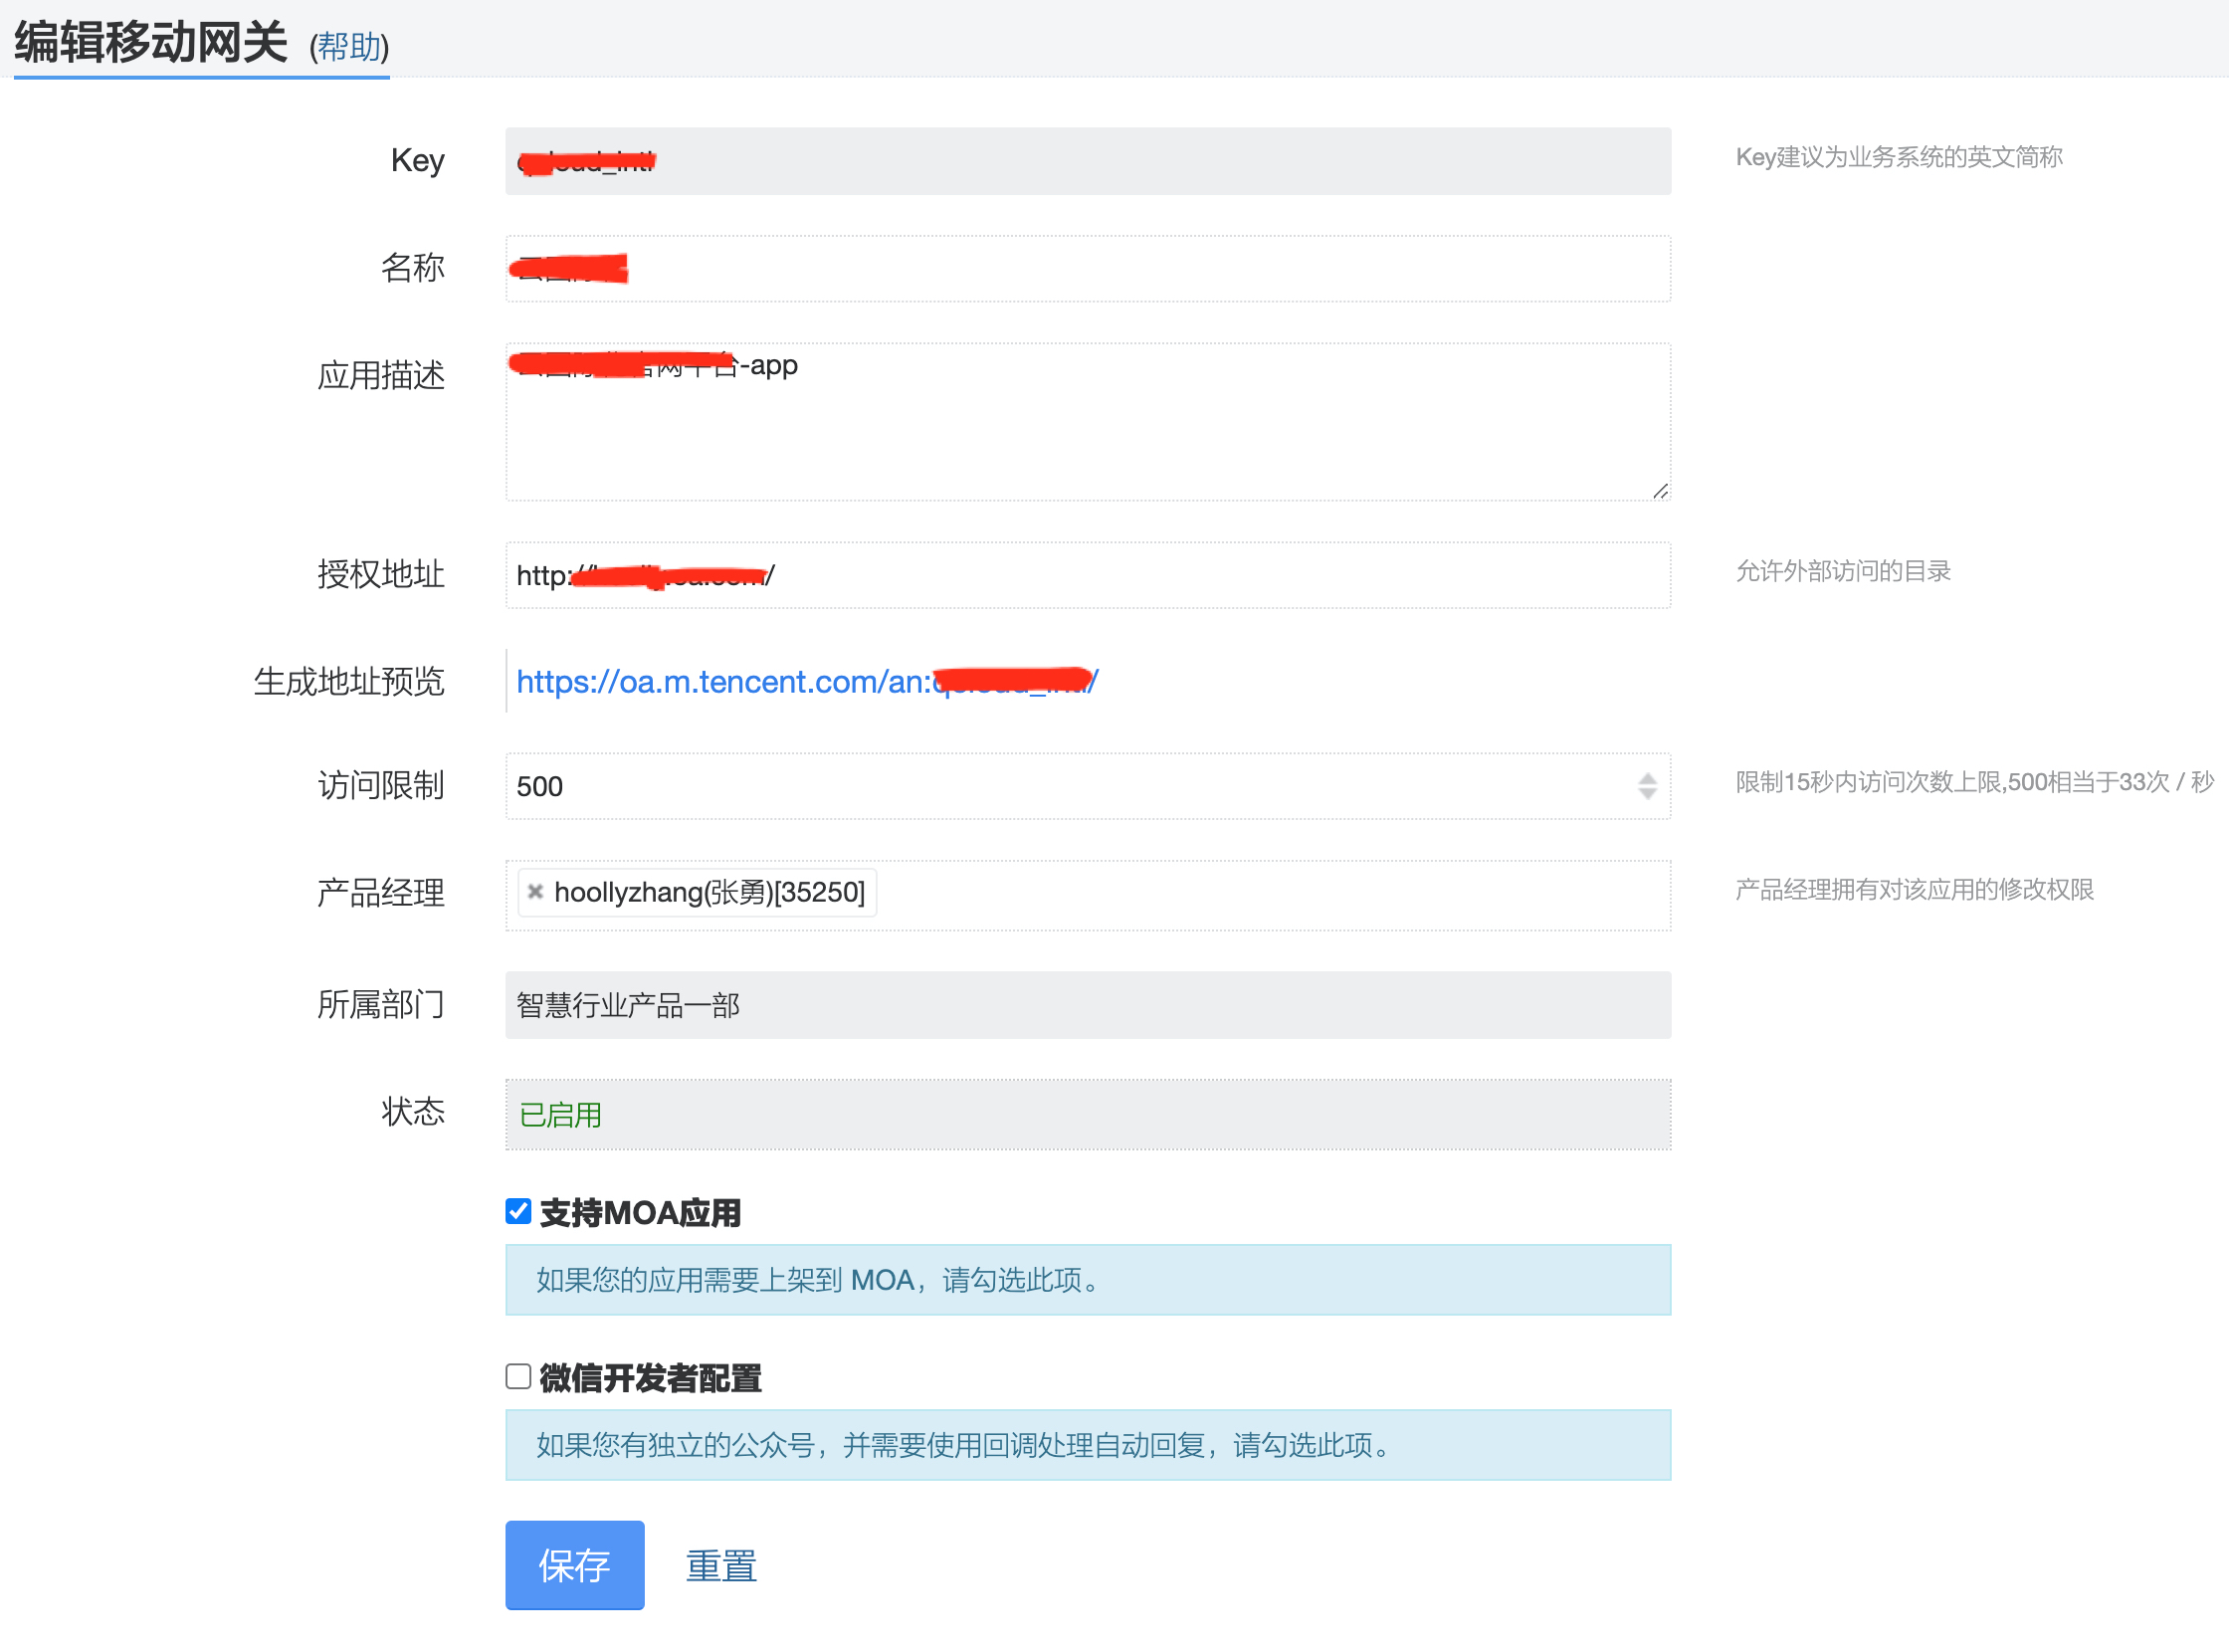 编辑移动网关 (帮助)
Key
Key建议为业务系统的英文简称
名称
应用描述
-app
授权地址
http:/
允许外部访问的目录
生成地址预览
https://oa.m.tencent.com/an:
访问限制
500
限制15秒内访问次数上限,500相当于33次 / 秒
产品经理
× hoollyzhang(张勇)[35250]
产品经理拥有对该应用的修改权限
所属部门
智慧行业产品一部
状态
已启用
支持MOA应用
如果您的应用需要上架到 MOA，请勾选此项。
微信开发者配置
如果您有独立的公众号，并需要使用回调处理自动回复，请勾选此项。
保存 重置